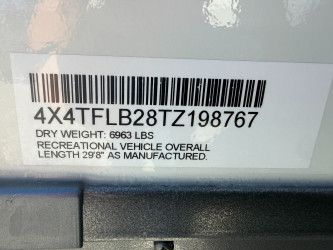 4X4TFLB28TZ198767
DRY WEIGHT: 6963 LBS
RECREATIONAL VEHICLE OVERALL
LENGTH 29'8" AS MANUFACTURED.